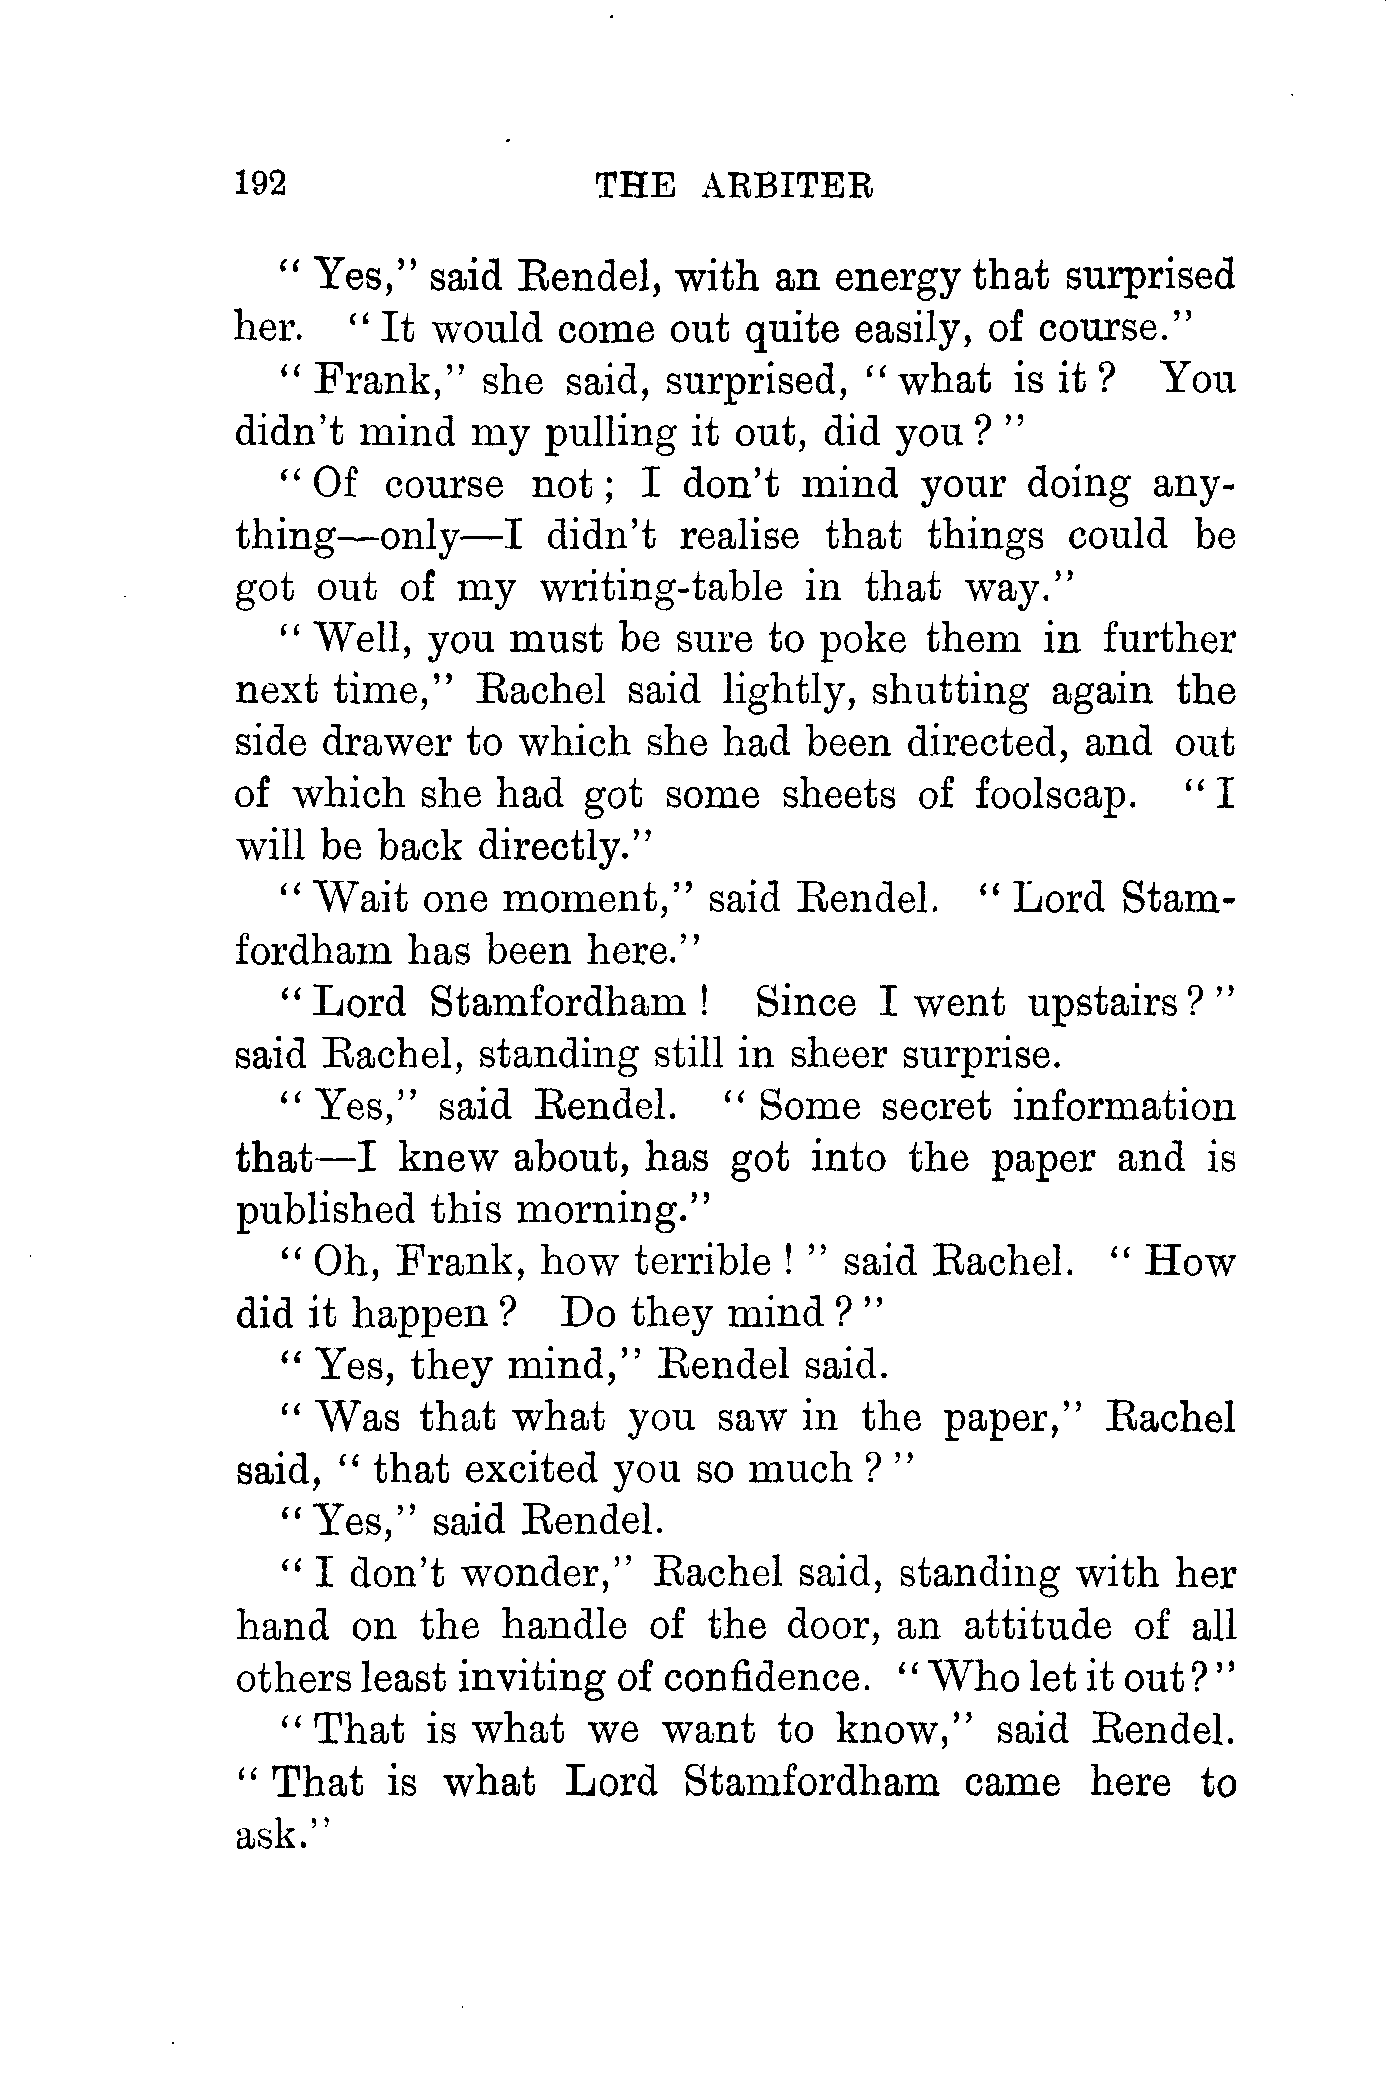 192 THE ARBITER
“ Yes,” said Rendel, with an energy that surprised
her. “ It would come out quite easily, of course.”
“ Frank,” she said, surprised, “ what is it ? You
didn’t mind my pulling it out, did you ? ”
“ Of course not ; I don’t mind your doing any-
thing—only—I didn’t realise that things could be
got out of my writing-table in that way.”
“ Well, you must be sure to poke them in further
next time,” Rachel said lightly, shutting again the
side drawer to which she had been directed, and out
of which she had got some sheets of foolscap. “ I
will be back directly.”
“ Wait one moment,” said Rendel. “ Lord Stam-
fordham has been here.”
“ Lord Stamfordham ! Since I went upstairs ? ”
said Rachel, standing still in sheer surprise.
“ Yes,” said Rendel. “ Some secret information
that—I knew about, has got into the paper and is
published this morning.”
“ Oh, Frank, how terrible ! ” said Rachel. “ How
did it happen ? Do they mind ? ”
“ Yes, they mind,” Rendel said.
“ Was that what you saw in the paper,” Rachel
said, “ that excited you so much ? ”
“ Yes,” said Rendel.
“ I don’t wonder,” Rachel said, standing with her
hand on the handle of the door, an attitude of all
others least inviting of confidence. “ Who let it out ? ”
“ That is what we want to know,” said Rendel.
“ That is what Lord Stamfordham came here to
ask.”